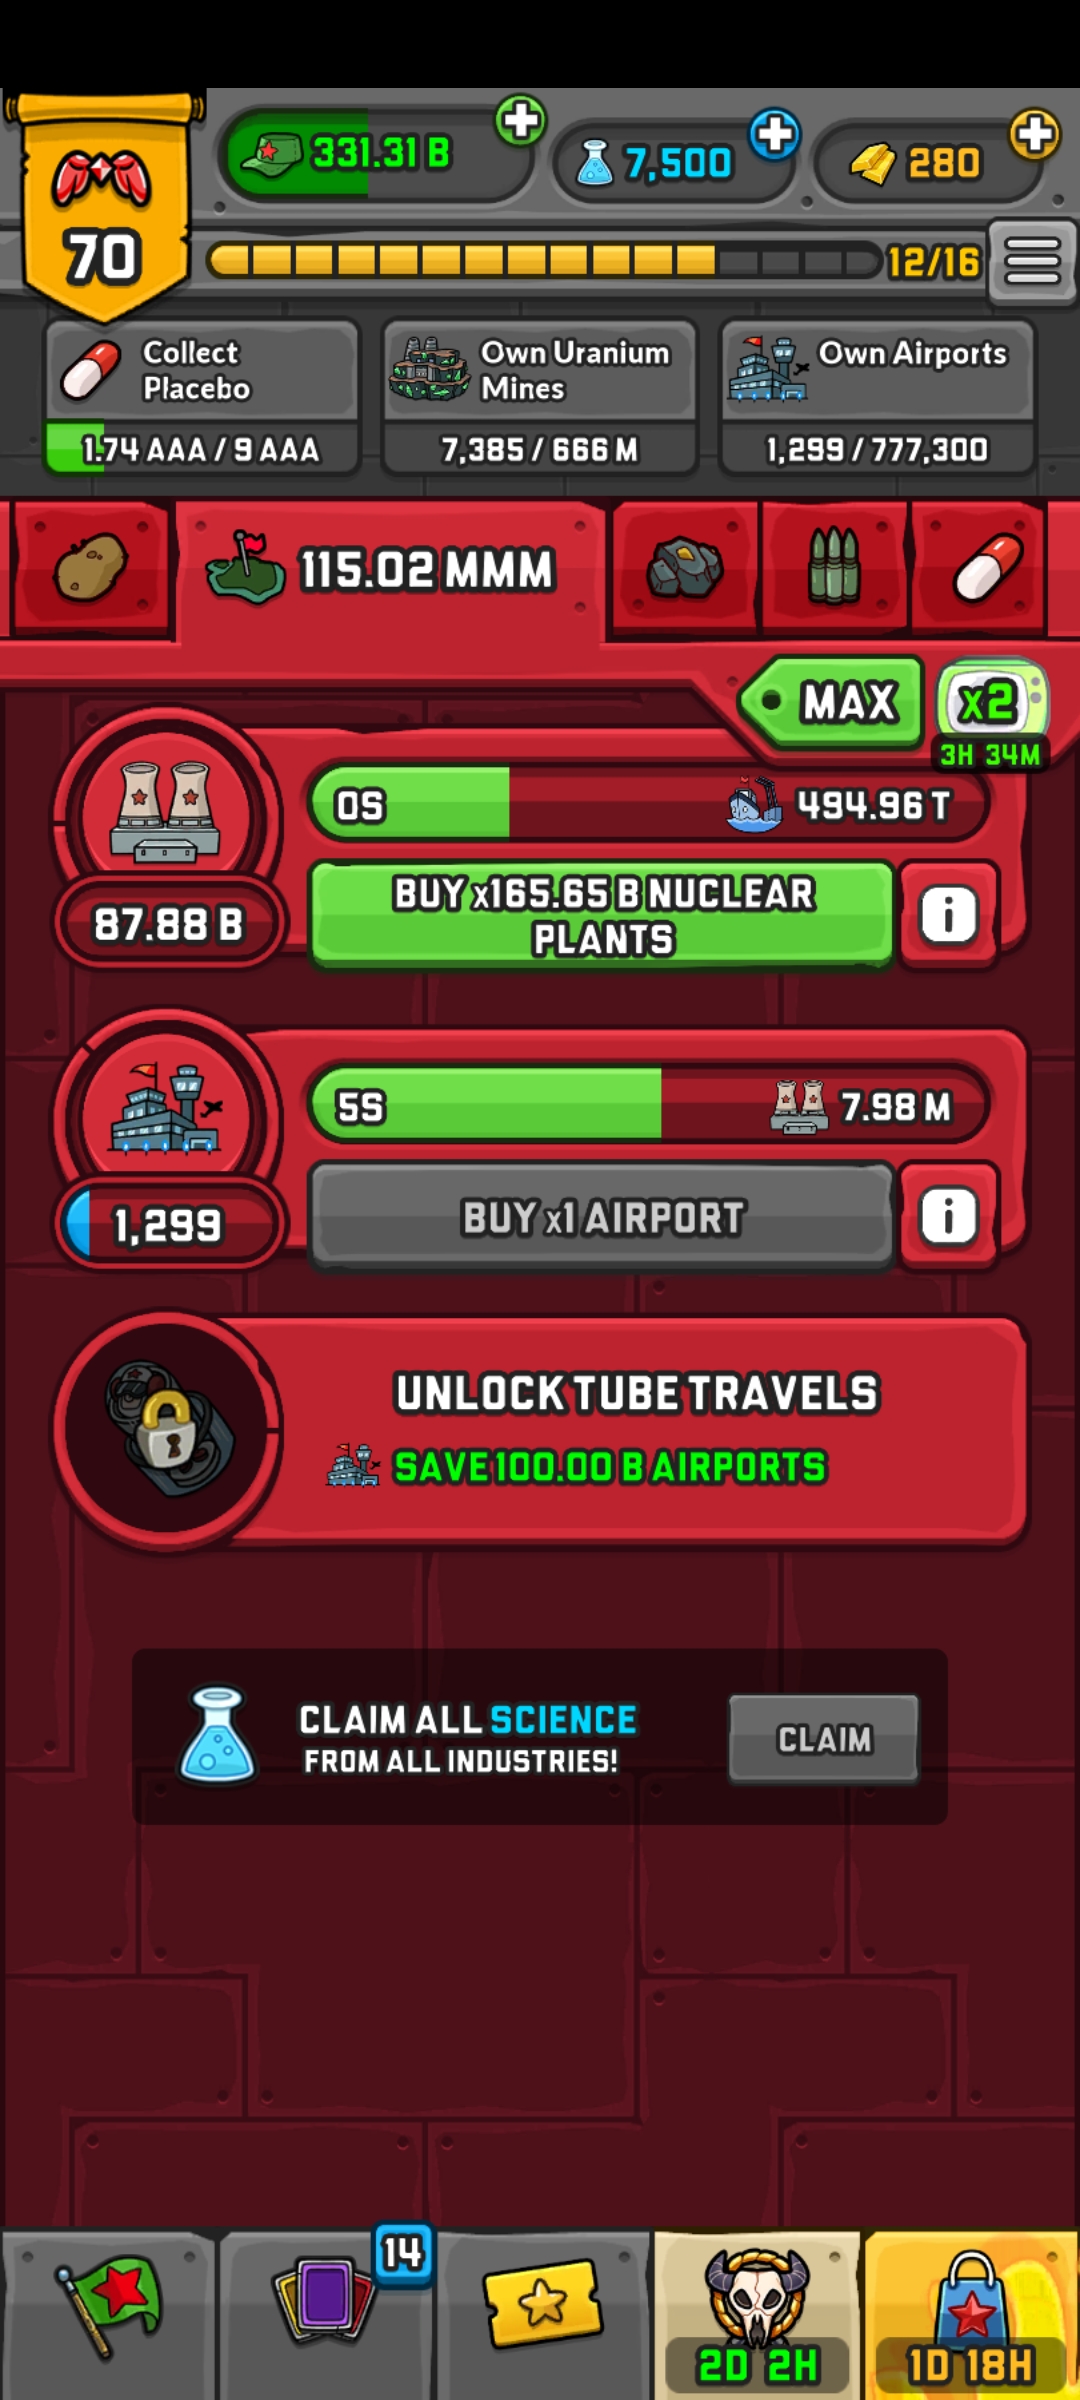 331.31 B
7,500
280
70
12/16
Collect
Placebo
1.74 AAA / 9 AAA
Own Uranium
Mines
7,385 / 666 M
Own Airports
1,299 / 777,300
115.02 MMM
MAX
x2
3H 34M
0S
494.96 T
87.88 B
BUY x165.65 B NUCLEAR
PLANTS
i
5S
7.98 M
1,299
BUY x1 AIRPORT
i
UNLOCK TUBE TRAVELS
SAVE 100.00 B AIRPORTS
CLAIM ALL SCIENCE
FROM ALL INDUSTRIES!
CLAIM
14
2D 2H
1D 18H